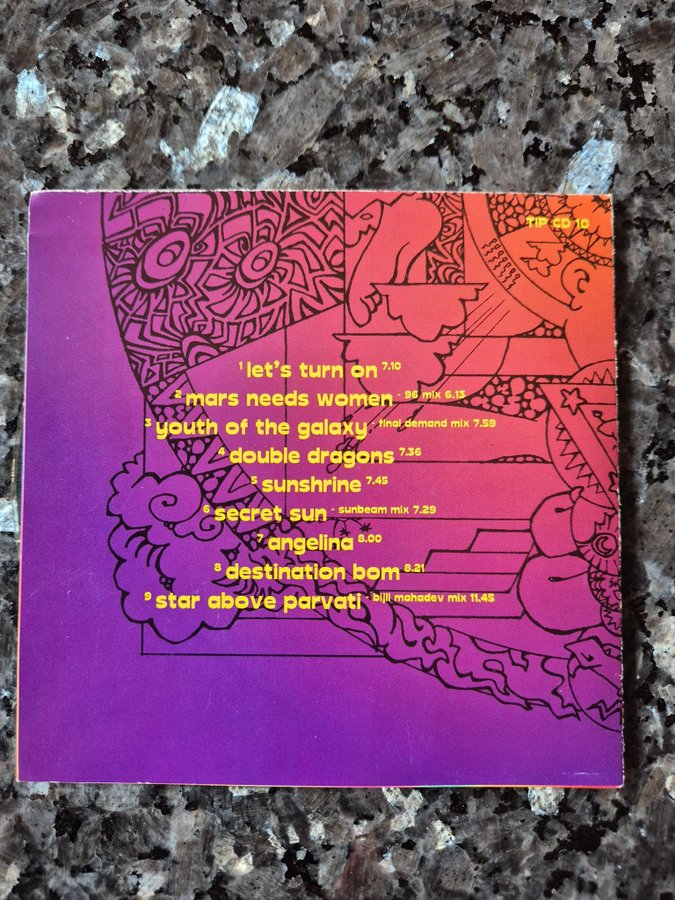 TIP CD 10
1 let's turn on 7.10
2 mars needs women - 96 mix 6.13
3 youth of the galaxy - final demand mix 7.59
4 double dragons 7.36
5 sunshrine 7.45
6 secret sun - sunbeam mix 7.29
7 angelina 8.00
8 destination bom 8.21
9 star above parvati - bijli mahadev mix 11.45